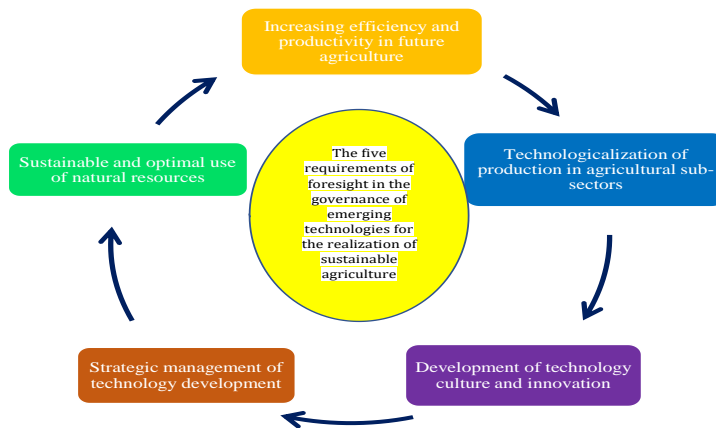 Increasing efficiency and
productivity in future
agriculture
Technologicalization of
production in agricultural sub-
sectors
Development of technology
culture and innovation
Strategic management of
technology development
Sustainable and optimal use
of natural resources
The five
requirements of
foresight in the
governance of
emerging
technologies for
the realization of
sustainable
agriculture